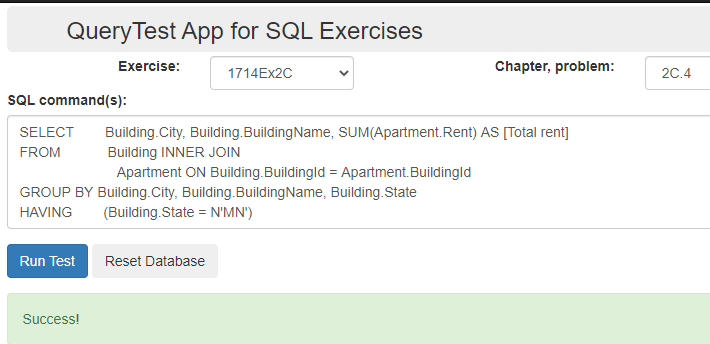 QueryTest App for SQL Exercises
Exercise: 1714Ex2C Chapter, problem: 2C.4
SQL command(s):
SELECT Building.City, Building.BuildingName, SUM(Apartment.Rent) AS [Total rent]
FROM Building INNER JOIN
Apartment ON Building.BuildingId = Apartment.BuildingId
GROUP BY Building.City, Building.BuildingName, Building.State
HAVING (Building.State = N'MN')
Run Test Reset Database
Success!